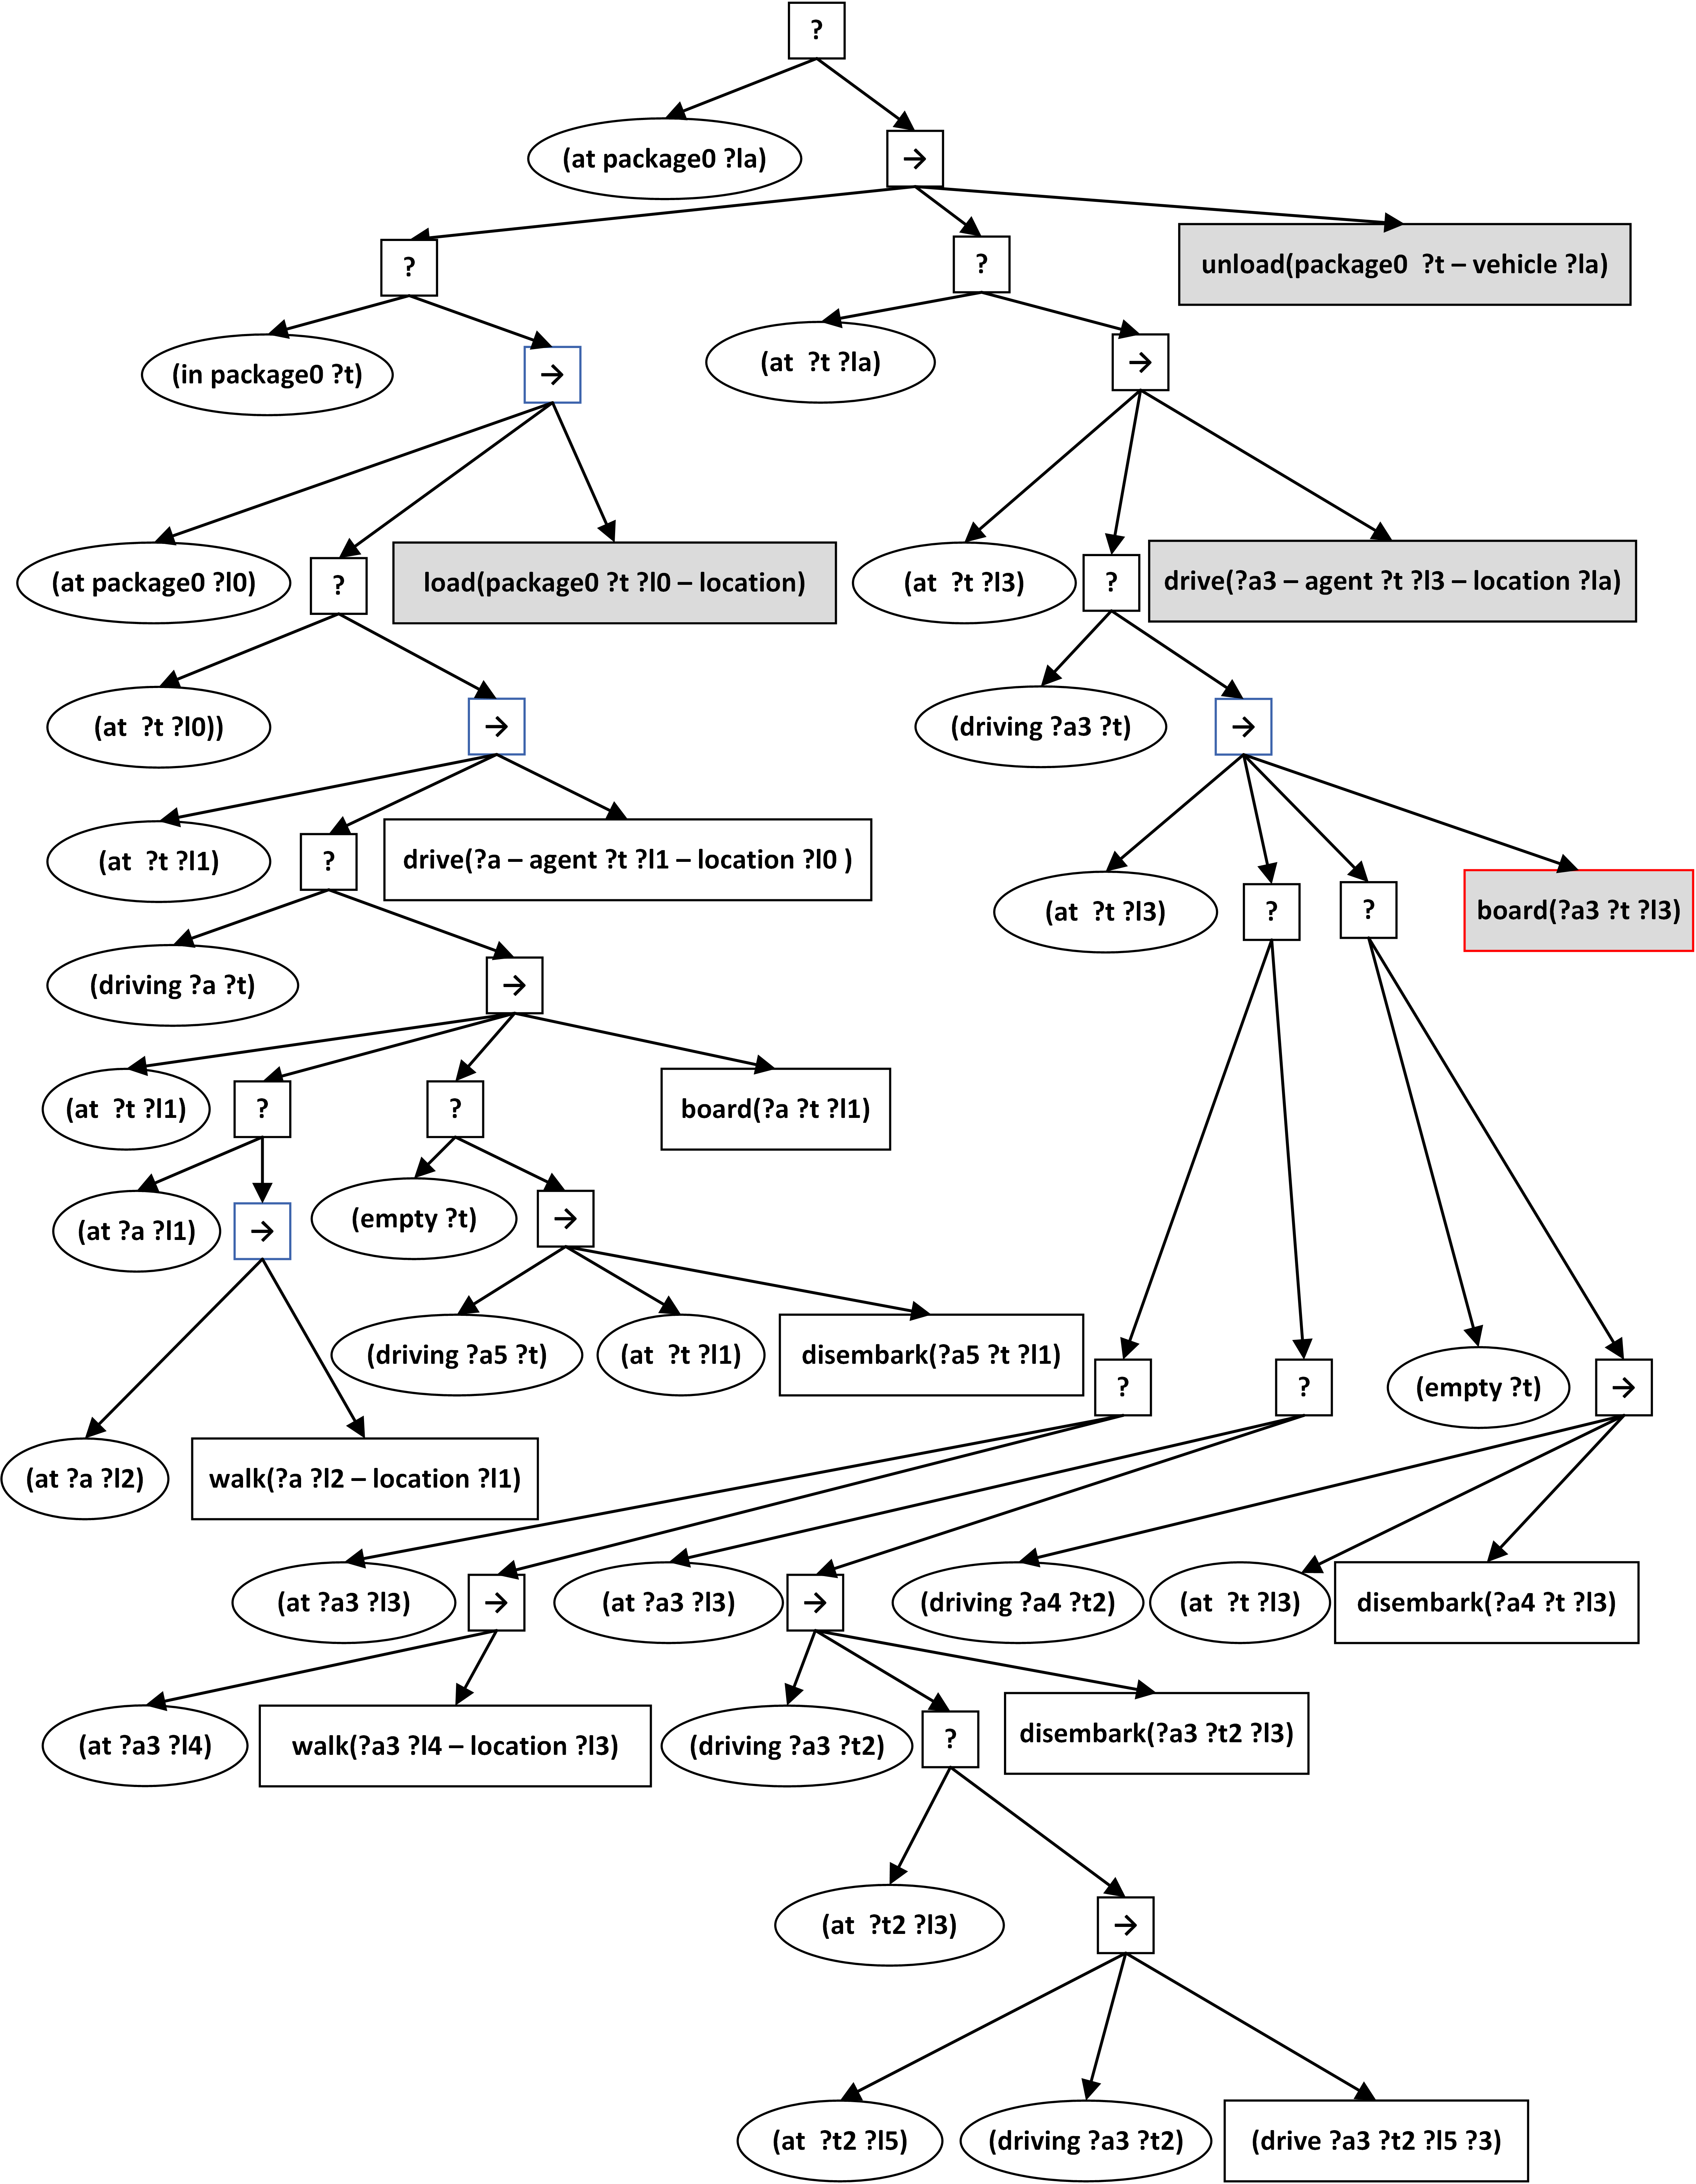 ?
(at package0 ?la)
→
?
?
unload(package0 ?t – vehicle ?la)
(in package0 ?t)
→
(at ?t ?la)
→
(at package0 ?l0)
?
load(package0 ?t ?l0 – location)
(at ?t ?l3)
?
drive(?a3 – agent ?t ?l3 – location ?la)
(at ?t ?l0))
→
(driving ?a3 ?t)
→
(at ?t ?l1)
?
drive(?a – agent ?t ?l1 – location ?l0 )
(at ?t ?l3)
?
?
board(?a3 ?t ?l3)
(driving ?a ?t)
→
(at ?t ?l1)
?
?
board(?a ?t ?l1)
(at ?a ?l1)
→
(empty ?t)
→
(driving ?a5 ?t)
(at ?t ?l1)
disembark(?a5 ?t ?l1)
?
?
(empty ?t)
→
(at ?a ?l2)
walk(?a ?l2 – location ?l1)
(at ?a3 ?l3)
→
(at ?a3 ?l3)
→
(driving ?a4 ?t2)
(at ?t ?l3)
disembark(?a4 ?t ?l3)
(at ?a3 ?l4)
walk(?a3 ?l4 – location ?l3)
(driving ?a3 ?t2)
?
disembark(?a3 ?t2 ?l3)
(at ?t2 ?l3)
→
(at ?t2 ?l5)
(driving ?a3 ?t2)
(drive ?a3 ?t2 ?l5 ?3)